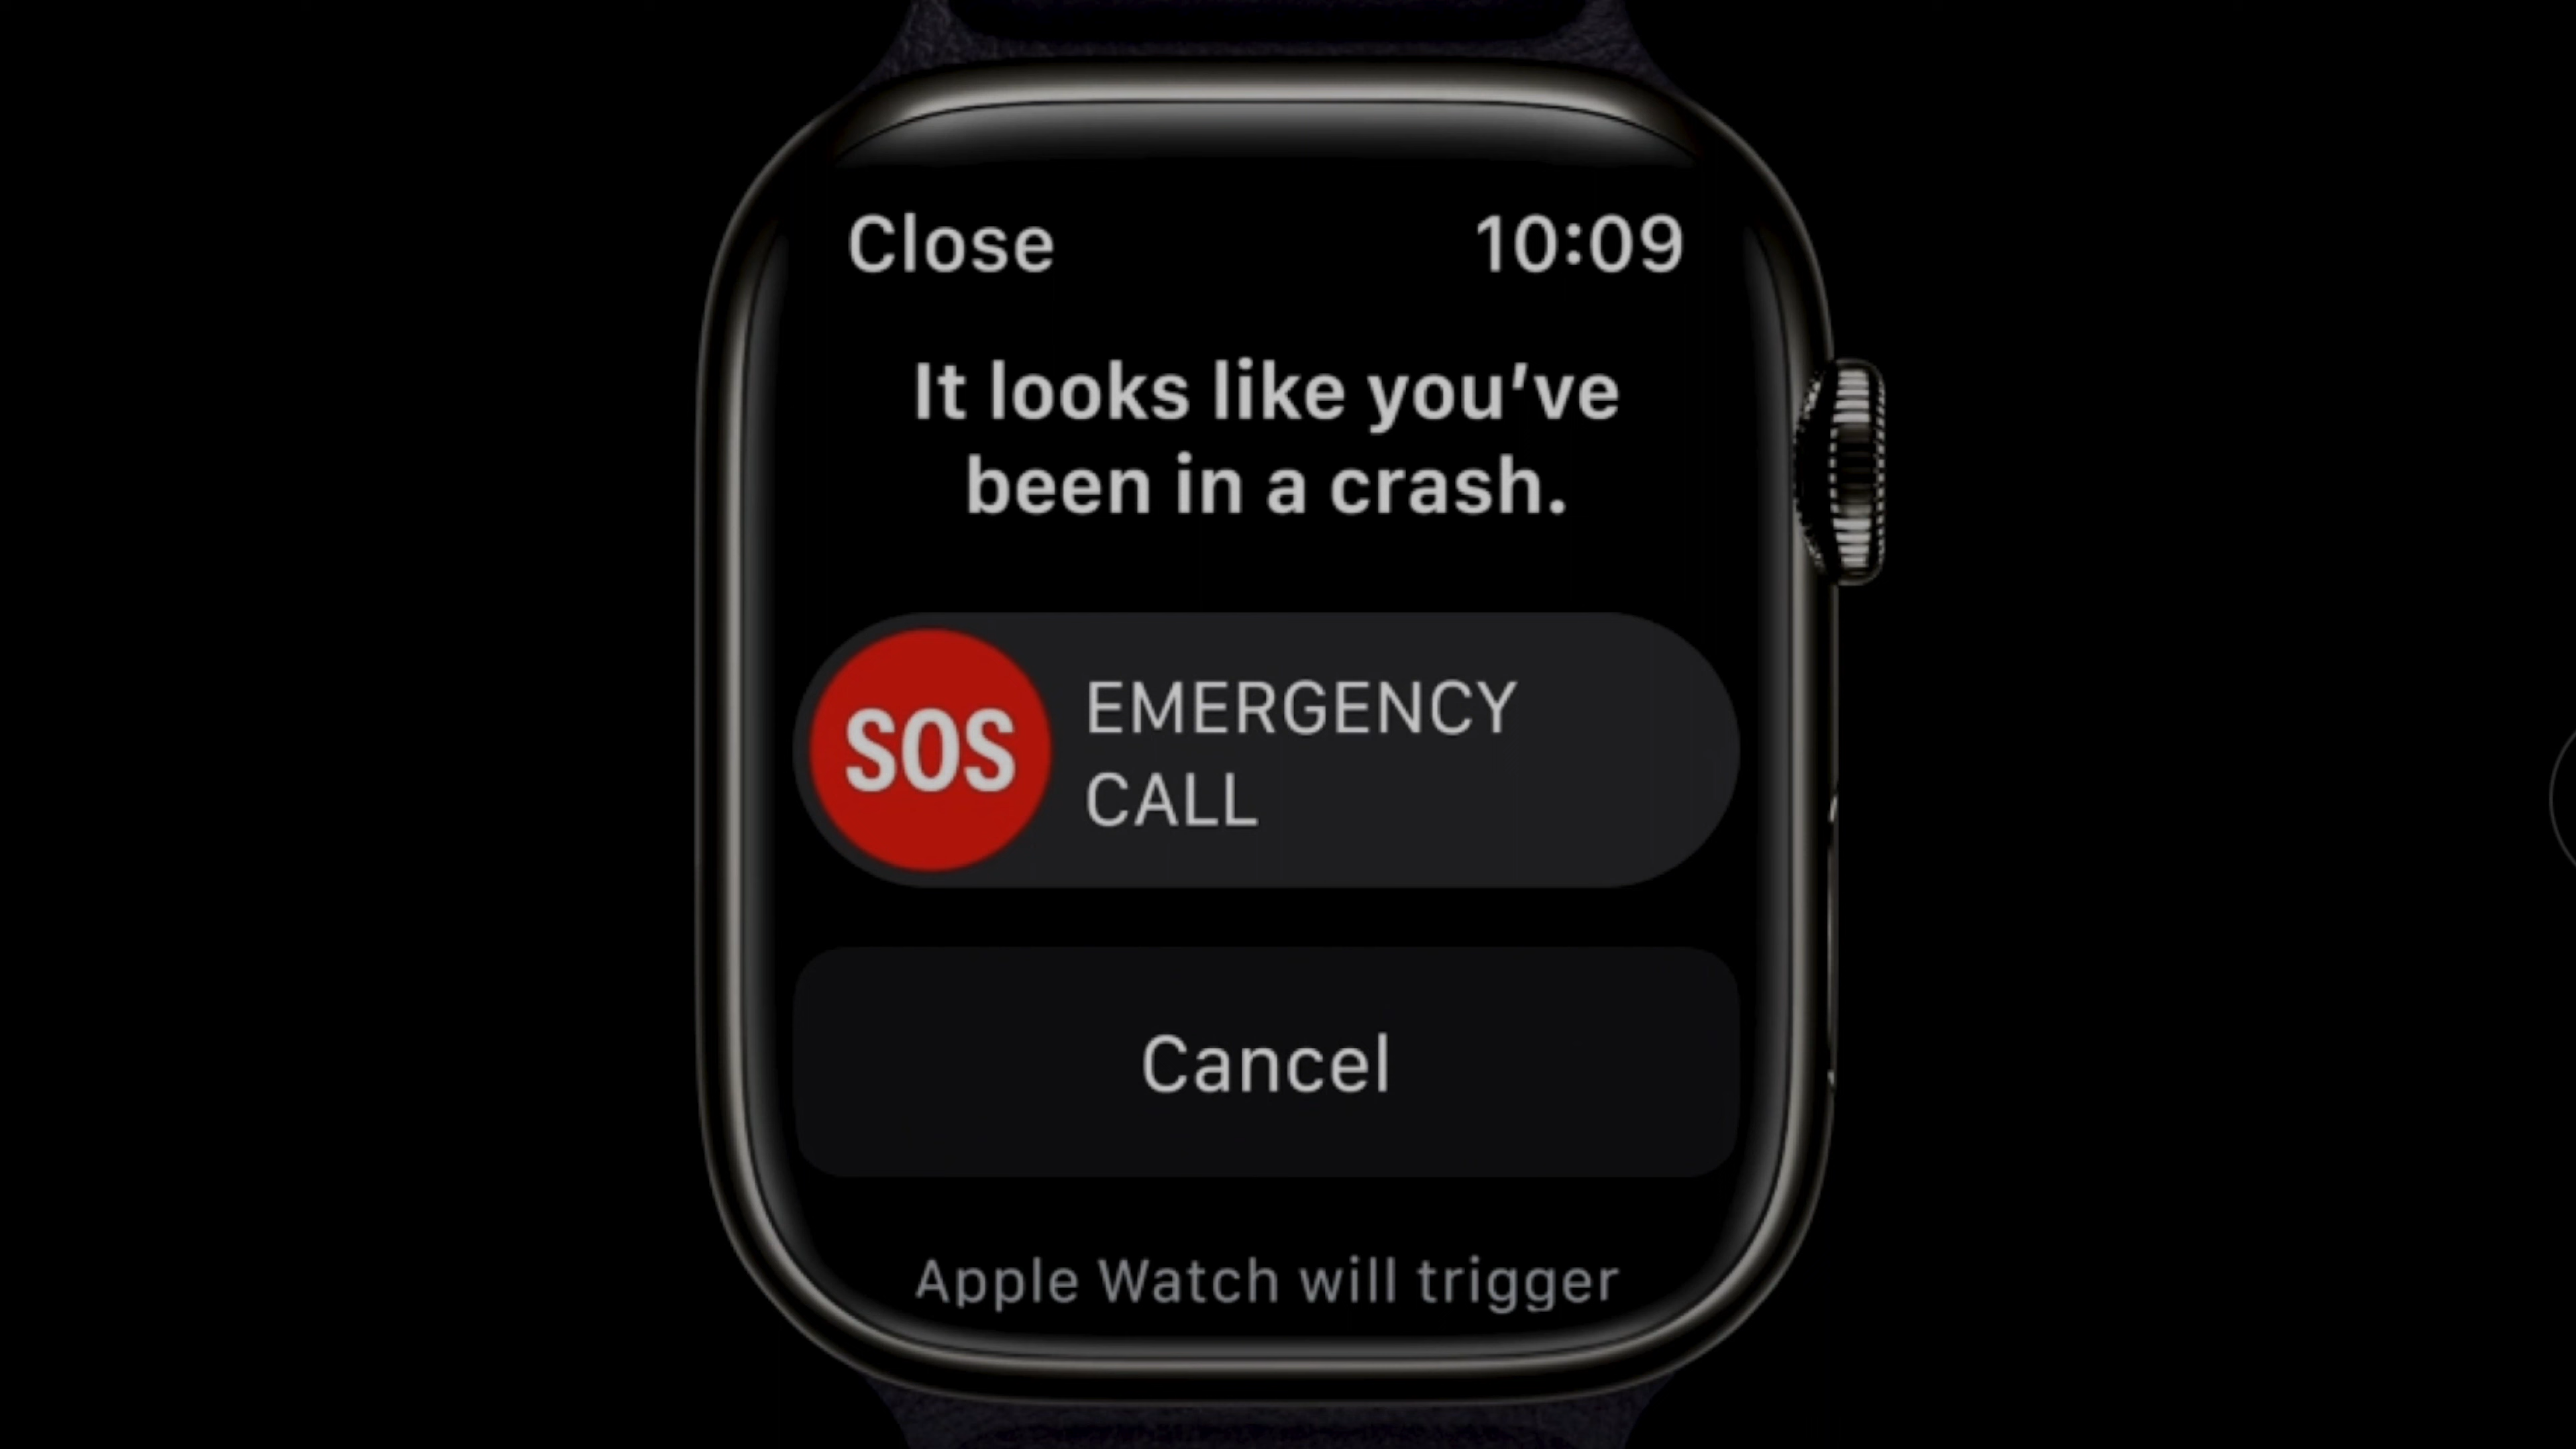 Close
10:09
It looks like you’ve
been in a crash.
SOS
EMERGENCY
CALL
Cancel
Apple Watch will trigger